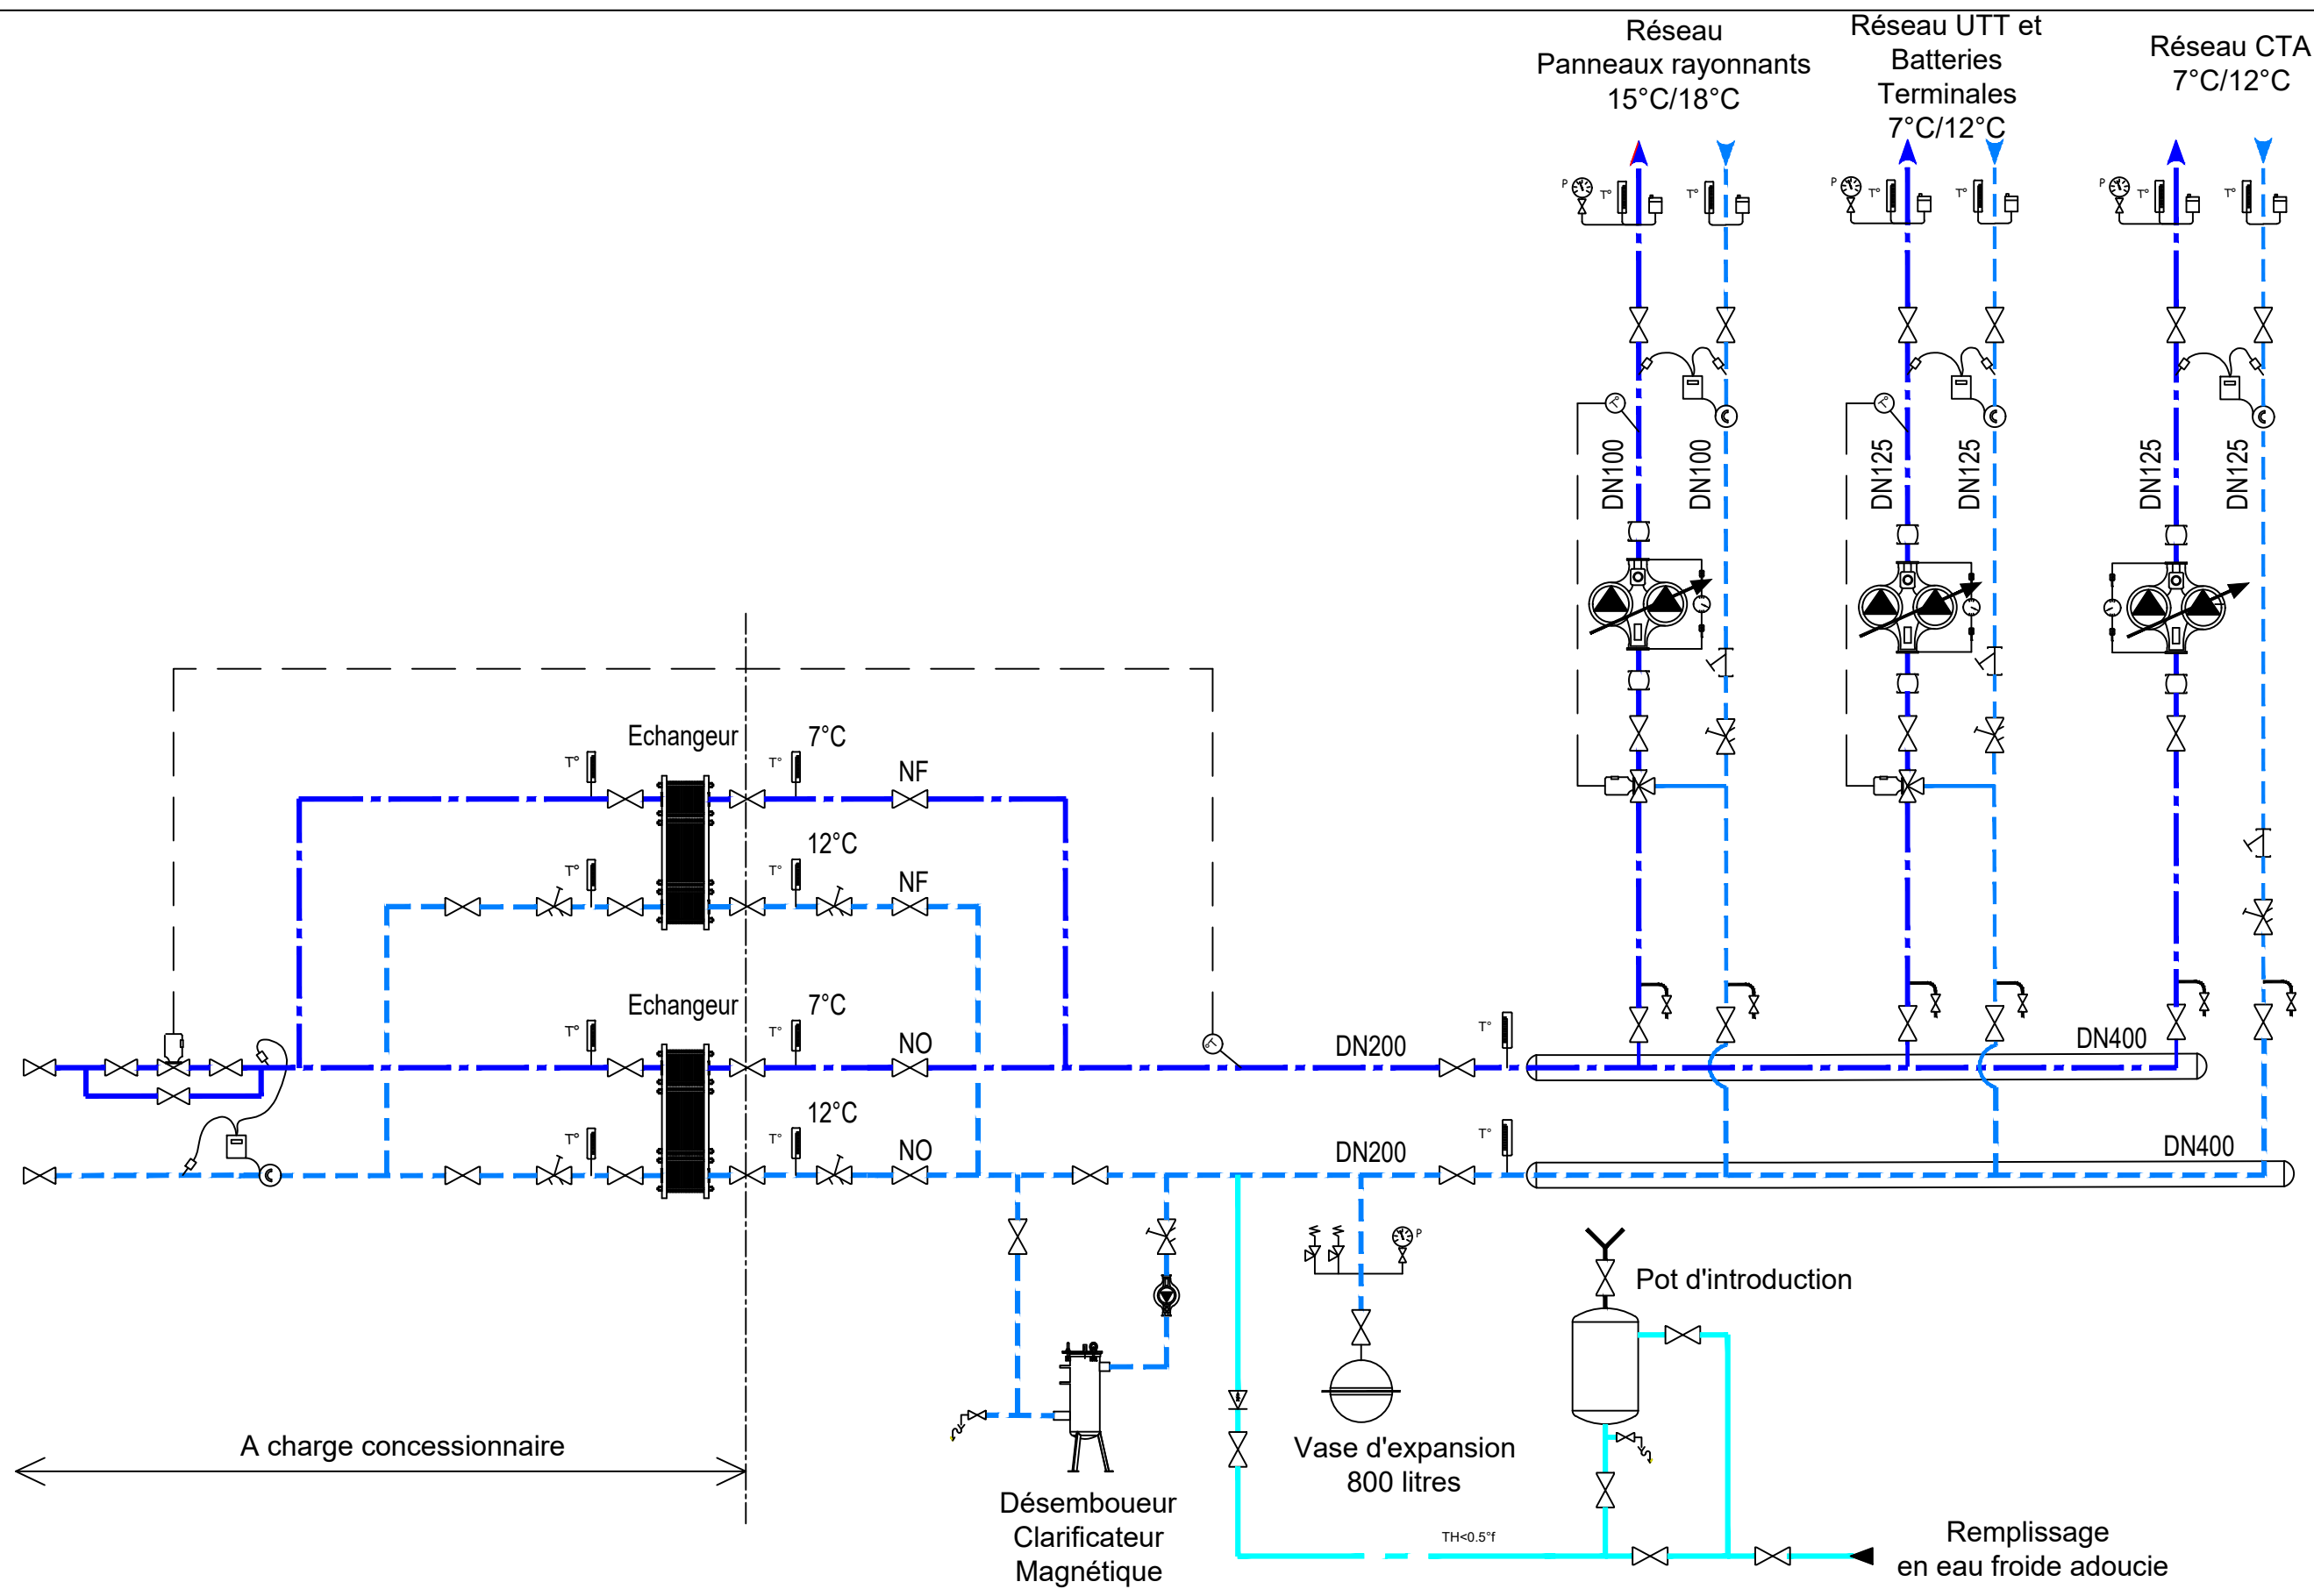 Réseau
Panneaux rayonnants
15°C/18°C
Réseau UTT et
Batteries
Terminales
7°C/12°C
Réseau CTA
7°C/12°C
P
T°
T°
P
T°
T°
P
T°
T°
T°
T°
DN100
DN100
DN125
DN125
DN125
DN125
Echangeur
7°C
T°
T°
NF
12°C
T°
T°
NF
Echangeur
7°C
T°
T°
NO
T°
DN200
T°
DN400
12°C
T°
T°
NO
DN200
T°
DN400
P
Pot d'introduction
A charge concessionnaire
Vase d'expansion
800 litres
Désemboueur
Clarificateur
Magnétique
TH<0.5°f
Remplissage
en eau froide adoucie